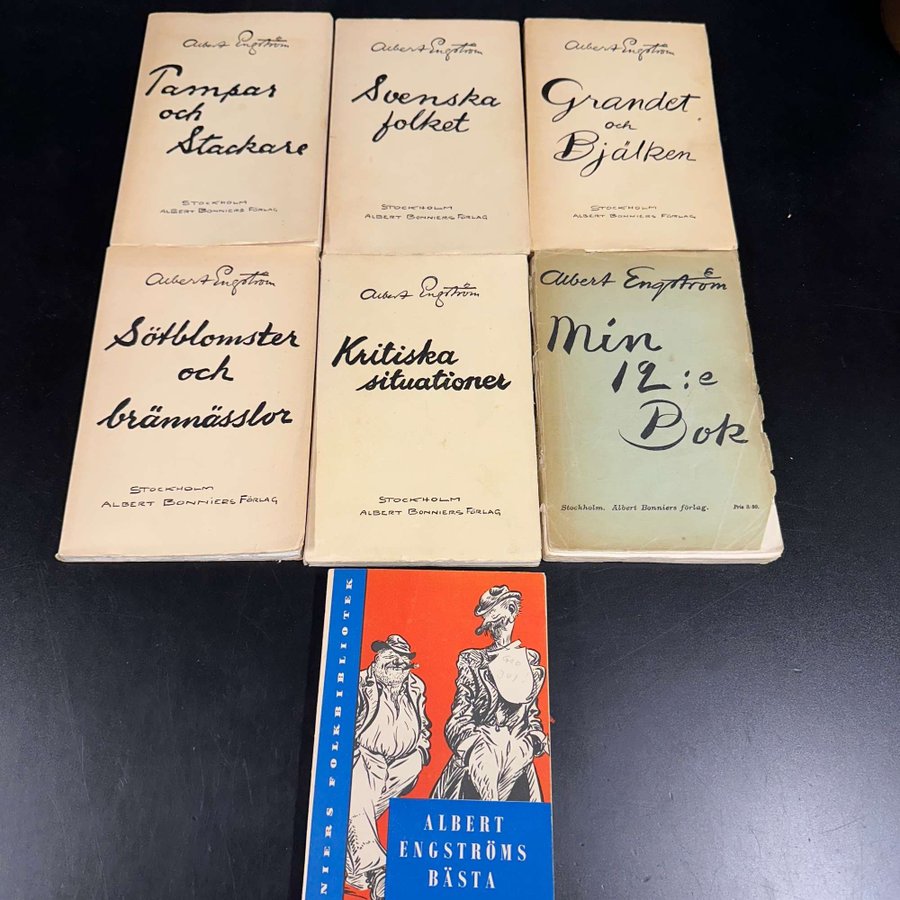 Albert Engström
Tampar
och
Stackare
STOCKHOLM
ALBERT BONNIERS FÖRLAG
Albert Engström
Svenska
folket
STOCKHOLM
ALBERT BONNIERS FÖRLAG
Albert Engström
Grandet
och
Bjälken
STOCKHOLM
ALBERT BONNIERS FÖRLAG
Albert Engström
Sötblomster
och
brännässlor
STOCKHOLM
ALBERT BONNIERS FÖRLAG
Albert Engström
Kritiska
situationer
STOCKHOLM
ALBERT BONNIERS FÖRLAG
Albert Engström
Min
12:e
Bok
Stockholm. Albert Bonniers förlag.
Pris 3:50.
NIERS FOLKBIBLIOTEK
ALBERT
ENGSTRÖMS
BÄSTA